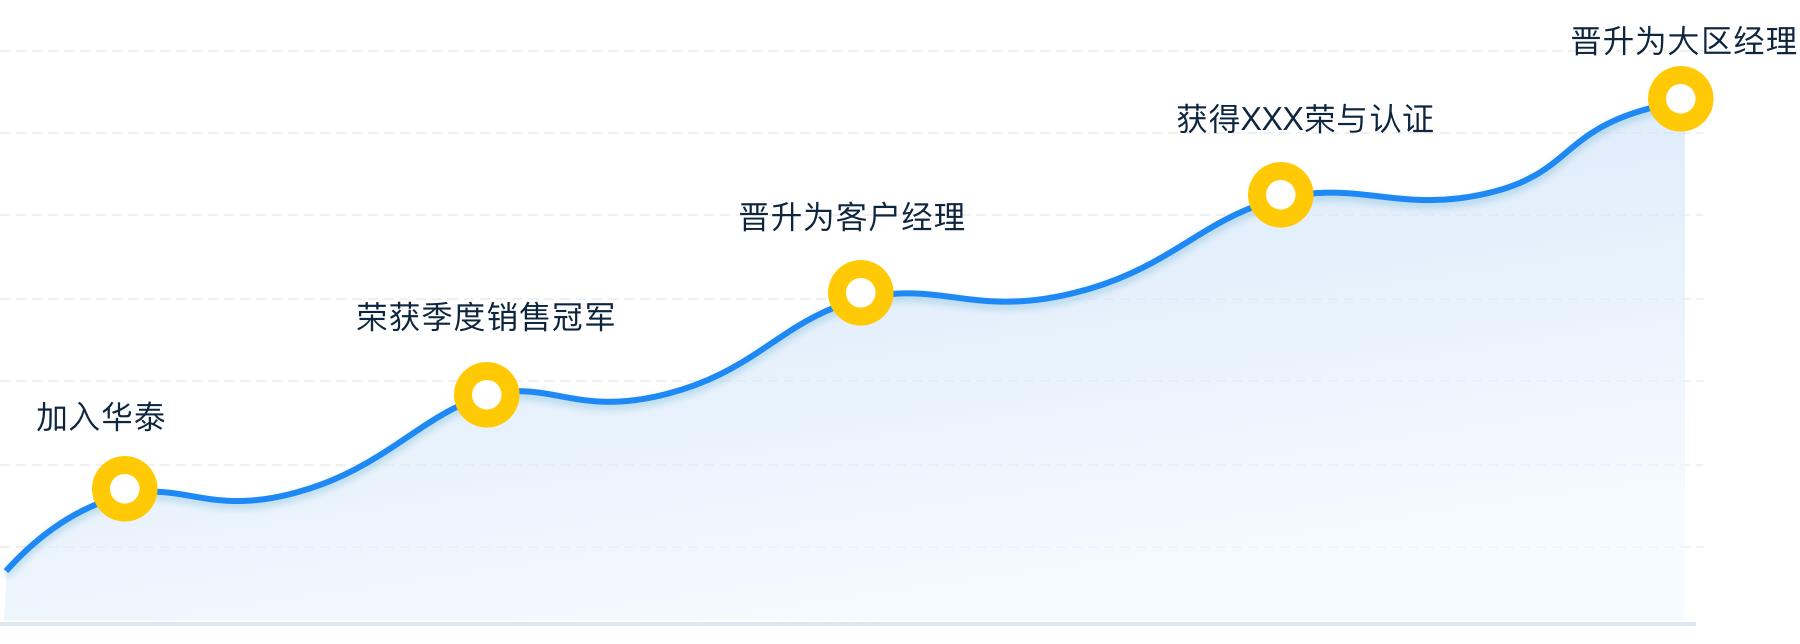 晋升为大区经理
获得XXX荣与认证
晋升为客户经理
荣获季度销售冠军
加入华泰